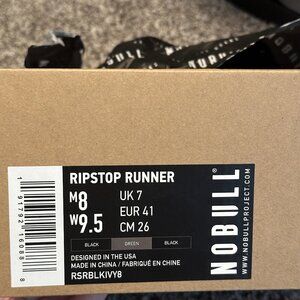 RIPSTOP RUNNER
M8 UK 7
W9.5 EUR 41
CM 26
BLACK GREEN BLACK
DESIGNED IN THE USA
MADE IN CHINA / FABRIQUÉ EN CHINE
RSRBLKIVY8
NOBULL
WWW.NOBULLPROJECT.COM